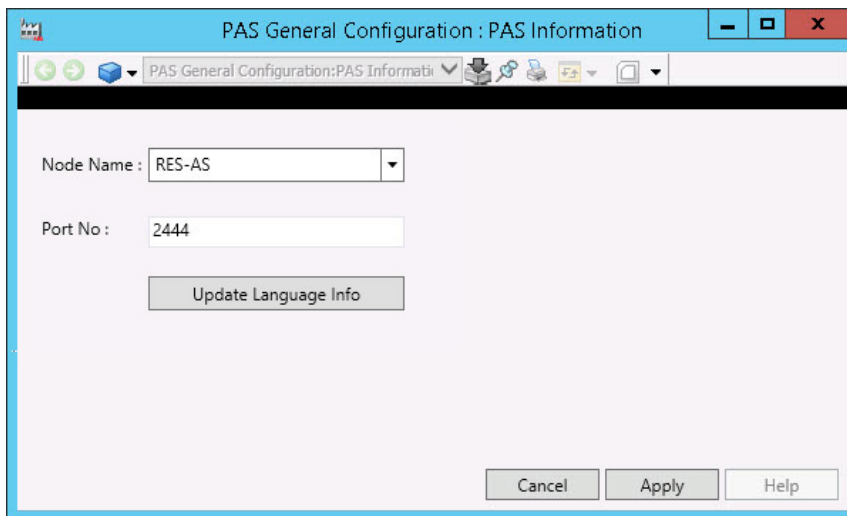 PAS General Configuration : PAS Information
PAS General Configuration:PAS Informati
Node Name : RES-AS
Port No : 2444
Update Language Info
Cancel Apply Help